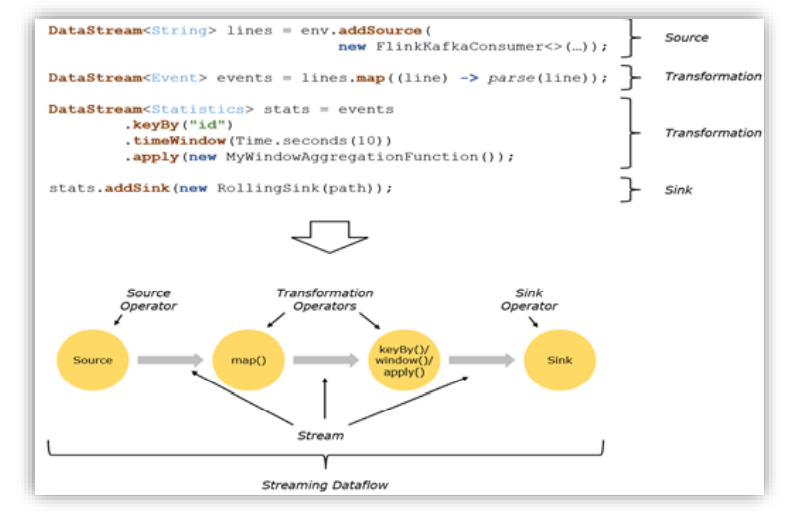 DataStream<String> lines = env.addSource(
new FlinkKafkaConsumer<>(…));
Source
DataStream<Event> events = lines.map((line) -> parse(line));
Transformation
DataStream<Statistics> stats = events
.keyBy("id")
.timeWindow(Time.seconds(10))
.apply(new MyWindowAggregationFunction());
Transformation
stats.addSink(new RollingSink(path));
Sink
Source
Operator
Transformation
Operators
Sink
Operator
Source
map()
keyBy()/
window()/
apply()
Sink
Stream
Streaming Dataflow